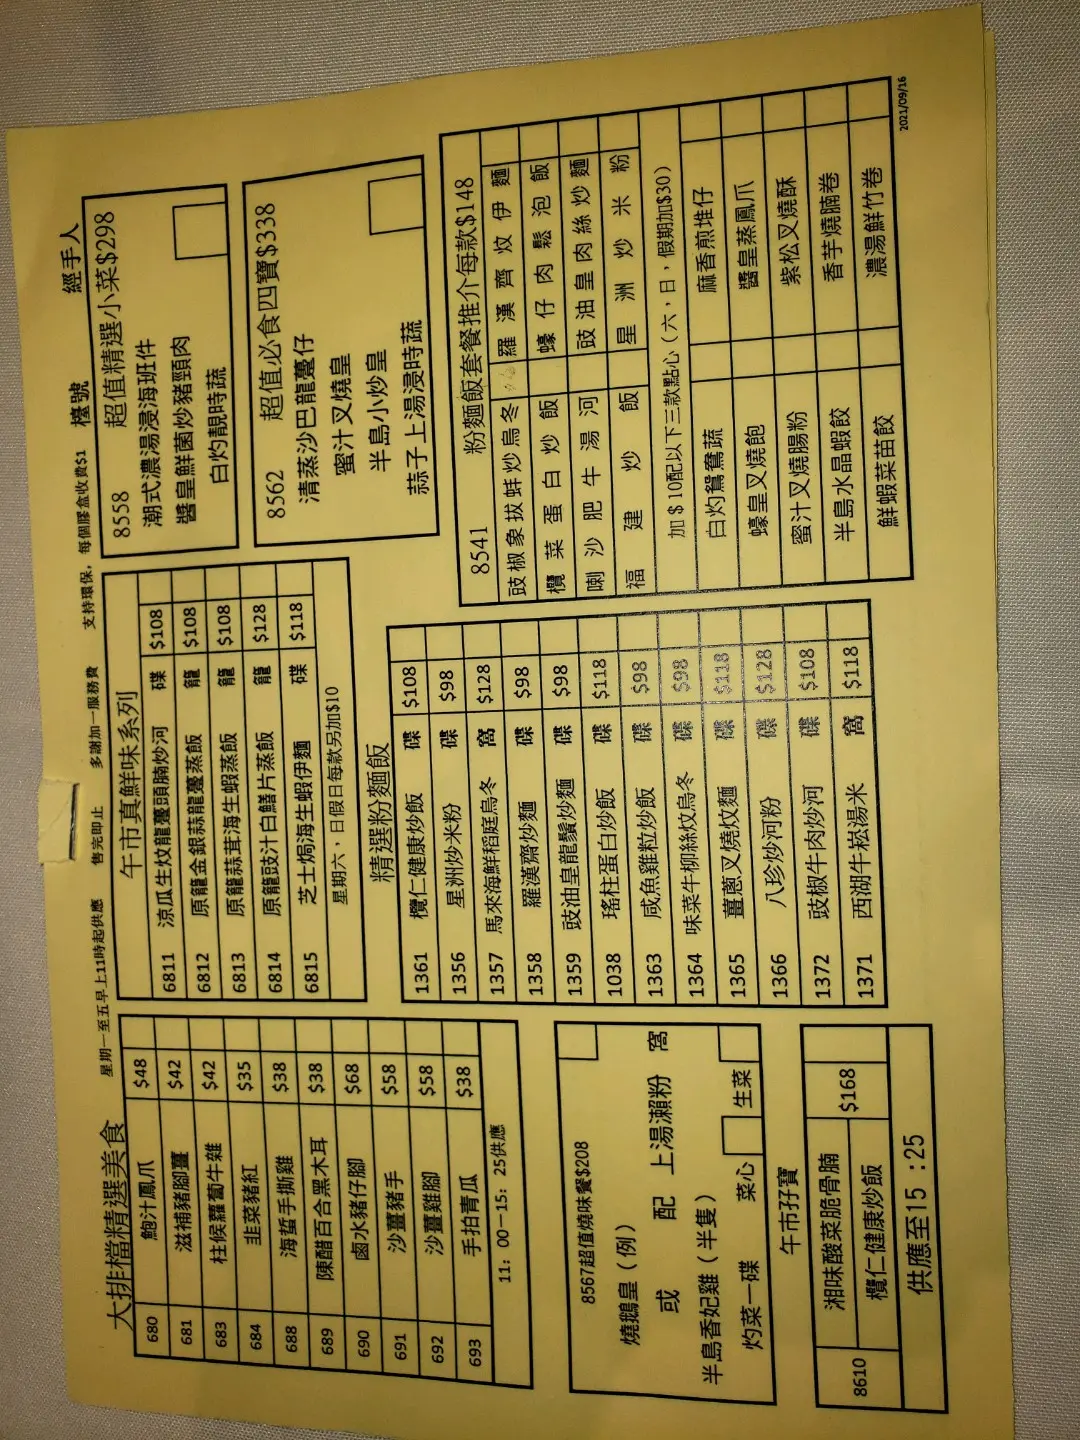 星期一至五早上11時起供應　售完即止　多謝加一服務費　支持環保，每個膠盒收費$1　檯號　經手人
大排檔精選美食
680 鮑汁鳳爪 $48
681 滋補豬腳薑 $42
683 柱侯蘿蔔牛雜 $42
684 韭菜豬紅 $35
688 海蜇手撕雞 $38
689 陳醋百合黑木耳 $38
690 鹵水豬仔腳 $68
691 沙薑豬手 $58
692 沙薑雞腳 $58
693 手拍青瓜 $38
11：00－15：25供應
8567超值燒味餐$208
燒鵝皇（例）
或　配　上湯瀨粉　窩
半島香妃雞（半隻）
灼菜一碟　菜心　生菜
午市孖寶
8610 湘味酸菜脆骨腩 $168
欖仁健康炒飯
供應至15：25
午市真鮮味系列
6811 涼瓜生炆龍躉頭腩炒河 碟 $108
6812 原籠金銀蒜龍躉蒸飯 籠 $108
6813 原籠蒜茸海生蝦蒸飯 籠 $108
6814 原籠豉汁白鱔片蒸飯 籠 $128
6815 芝士焗海生蝦伊麵 碟 $118
星期六，日假日每款另加$10
精選粉麵飯
1361 欖仁健康炒飯 碟 $108
1356 星洲炒米粉 碟 $98
1357 馬來海鮮稻庭烏冬 窩 $128
1358 羅漢齋炒麵 碟 $98
1359 豉油皇龍鬚炒麵 碟 $98
1038 瑤柱蛋白炒飯 碟 $118
1363 咸魚雞粒炒飯 碟 $98
1364 味菜牛柳絲炆烏冬 碟 $98
1365 薑蔥叉燒炆麵 碟 $118
1366 八珍炒河粉 碟 $128
1372 豉椒牛肉炒河 碟 $108
1371 西湖牛崧湯米 窩 $118
8558 超值精選小菜$298
潮式濃湯浸海班件
醬皇鮮菌炒豬頸肉
白灼靚時蔬
8562 超值必食四寶$338
清蒸沙巴龍躉仔
蜜汁叉燒皇
半島小炒皇
蒜子上湯浸時蔬
8541 粉麵飯套餐推介每款$148
豉椒象拔蚌炒烏冬 羅漢齋炆伊麵
欖菜蛋白炒飯 蠔仔肉鬆泡飯
喇沙肥牛湯河 豉油皇肉絲炒麵
福建炒飯 星洲炒米粉
加＄10配以下三款點心（六，日，假期加$30）
白灼鴛鴦蔬 麻香煎堆仔
蠔皇叉燒飽 醬皇蒸鳳爪
蜜汁叉燒腸粉 紫松叉燒酥
半島水晶蝦餃 香芋燒腩卷
鮮蝦菜苗餃 濃湯鮮竹卷
2021/09/16